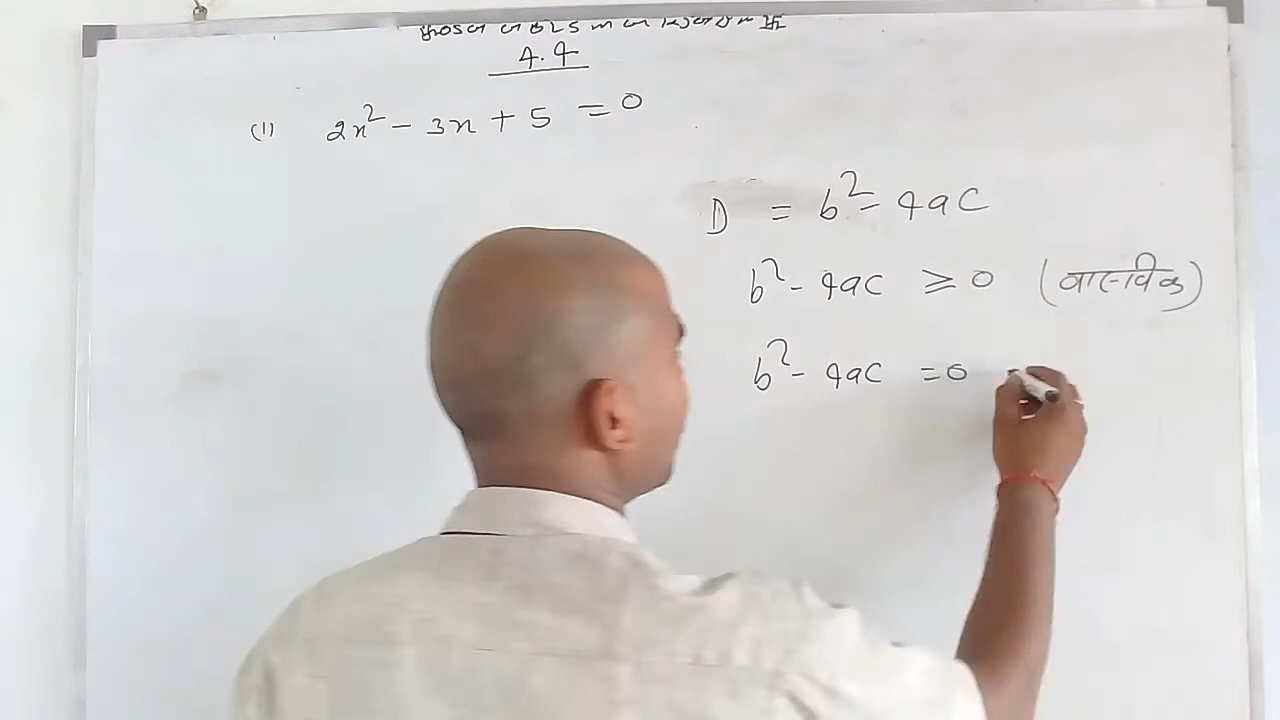 4.4
(1) 2x² - 3x + 5 = 0
D = b² - 4ac
b² - 4ac ≥ 0 (वास्तविक)
b² - 4ac = 0